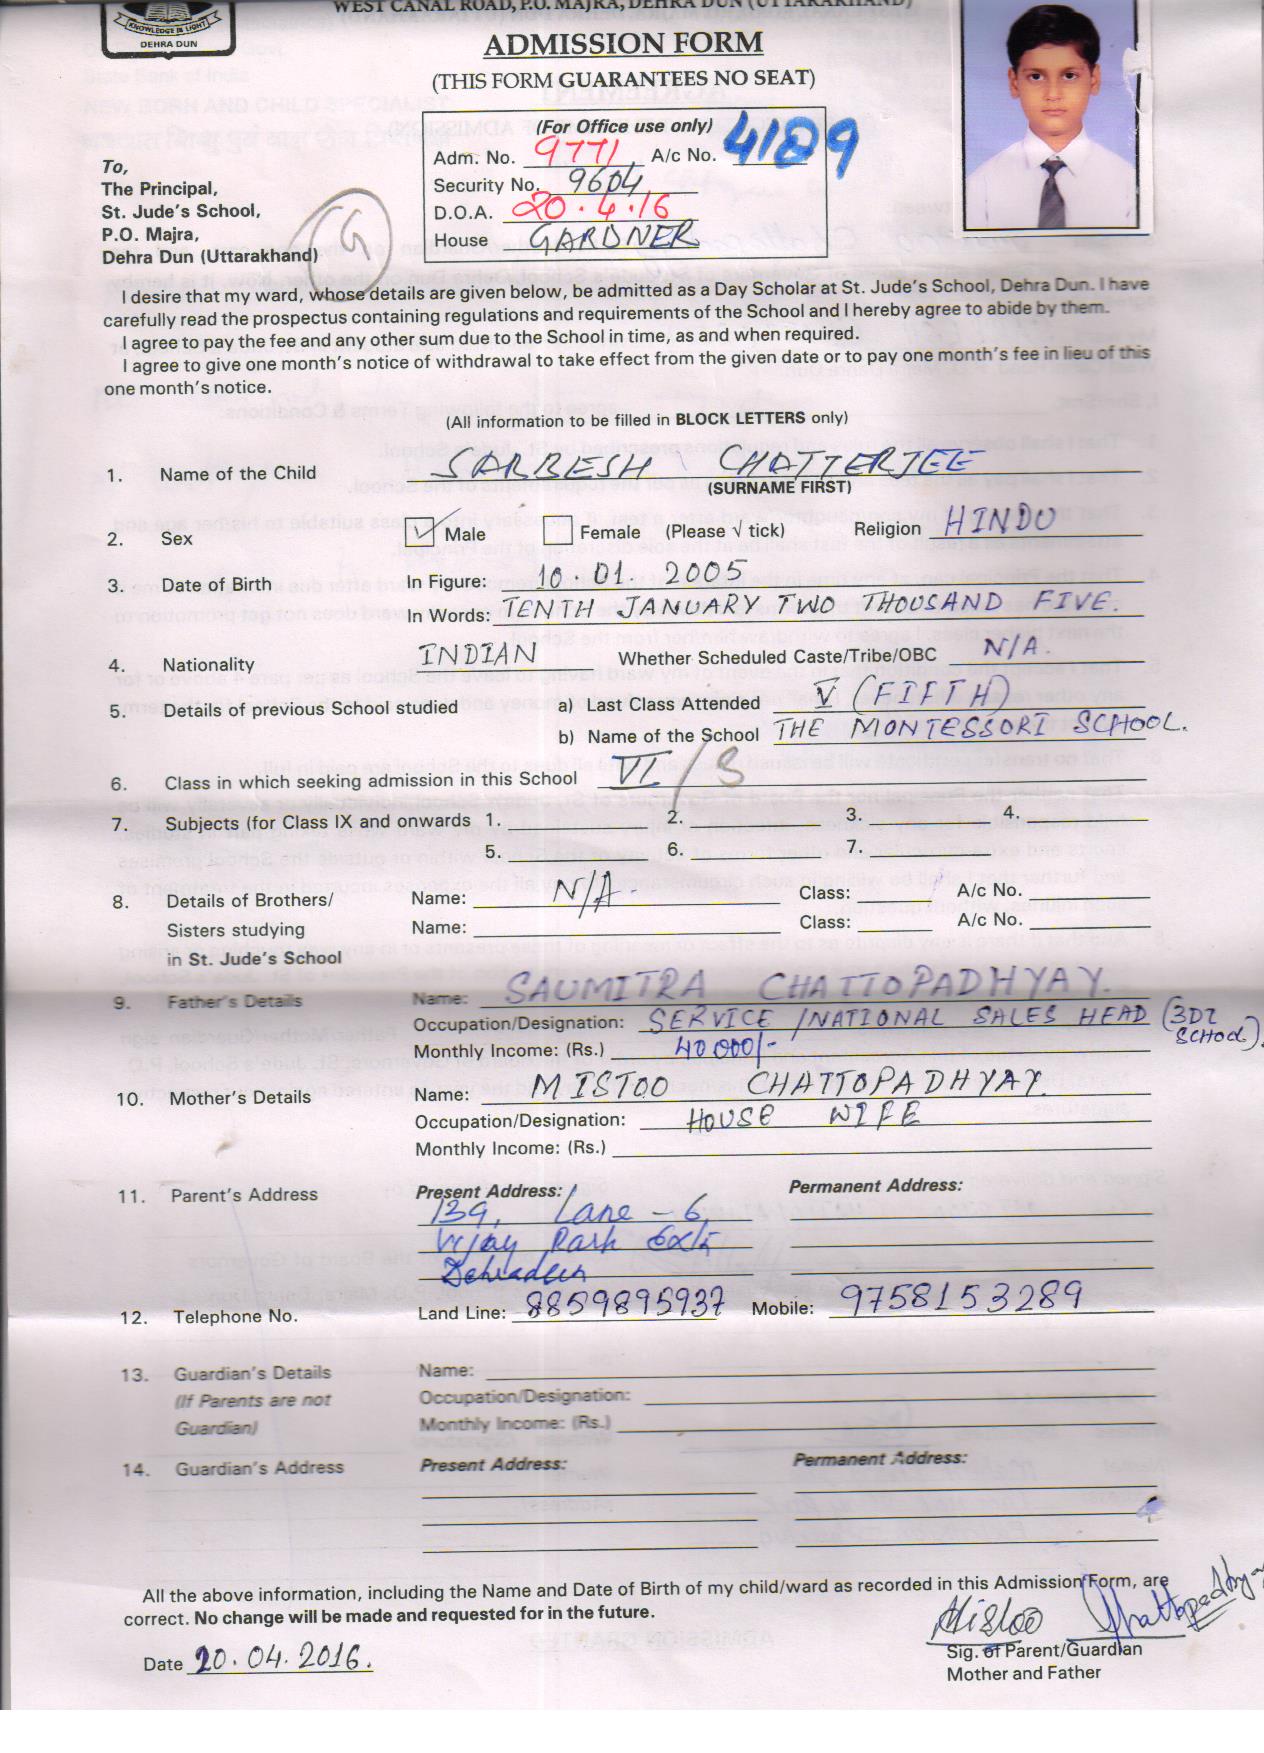 WEST CANAL ROAD, P.O. MAJRA, DEHRA DUN (UTTARAKHAND)
KNOWLEDGE IS LIGHT
DEHRA DUN
ADMISSION FORM
(THIS FORM GUARANTEES NO SEAT)
(For Office use only)
Adm. No. 9771 A/c No. 4189
Security No. 9604
D.O.A. 20.4.16
House GARDNER
To,
The Principal,
St. Jude's School,
P.O. Majra,
Dehra Dun (Uttarakhand)
G
I desire that my ward, whose details are given below, be admitted as a Day Scholar at St. Jude's School, Dehra Dun. I have
carefully read the prospectus containing regulations and requirements of the School and I hereby agree to abide by them.
I agree to pay the fee and any other sum due to the School in time, as and when required.
I agree to give one month's notice of withdrawal to take effect from the given date or to pay one month's fee in lieu of this
one month's notice.
(All information to be filled in BLOCK LETTERS only)
1. Name of the Child SARBESH CHATTERJEE
(SURNAME FIRST)
2. Sex ✓ Male Female (Please √ tick) Religion HINDU
3. Date of Birth In Figure: 10.01 2005
In Words: TENTH JANUARY TWO THOUSAND FIVE.
4. Nationality INDIAN Whether Scheduled Caste/Tribe/OBC N/A.
5. Details of previous School studied a) Last Class Attended V (FIFTH)
b) Name of the School THE MONTESSORI SCHOOL.
6. Class in which seeking admission in this School VI /
7. Subjects (for Class IX and onwards 1. 2. 3. 4.
5. 6. 7.
8. Details of Brothers/ Name: N/A. Class: A/c No.
Sisters studying Name: Class: A/c No.
in St. Jude's School
9. Father's Details Name: SAUMITRA CHATTOPADHYAY.
Occupation/Designation: SERVICE /NATIONAL SALES HEAD (3DI SCHOOL).
Monthly Income: (Rs.) 40,000/-
10. Mother's Details Name: MISTOO CHATTOPADHYAY.
Occupation/Designation: HOUSE WIFE
Monthly Income: (Rs.)
11. Parent's Address Present Address: Permanent Address:
139, Lane - 6,
Vijay Park Extn
Dehradun
12. Telephone No. Land Line: 8859895937 Mobile: 9758153289
13. Guardian's Details Name:
(If Parents are not Occupation/Designation:
Guardian) Monthly Income: (Rs.)
14. Guardian's Address Present Address: Permanent Address:
All the above information, including the Name and Date of Birth of my child/ward as recorded in this Admission Form, are
correct. No change will be made and requested for in the future.
Mistoo Chattopadhyay
Date 20.04.2016.
Sig. of Parent/Guardian
Mother and Father